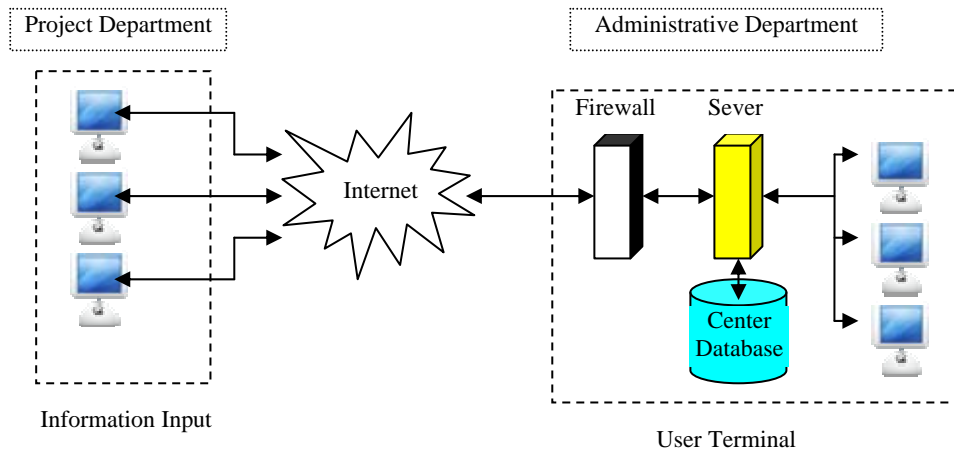 Project Department
Administrative Department
Firewall
Sever
Internet
Center
Database
Information Input
User Terminal